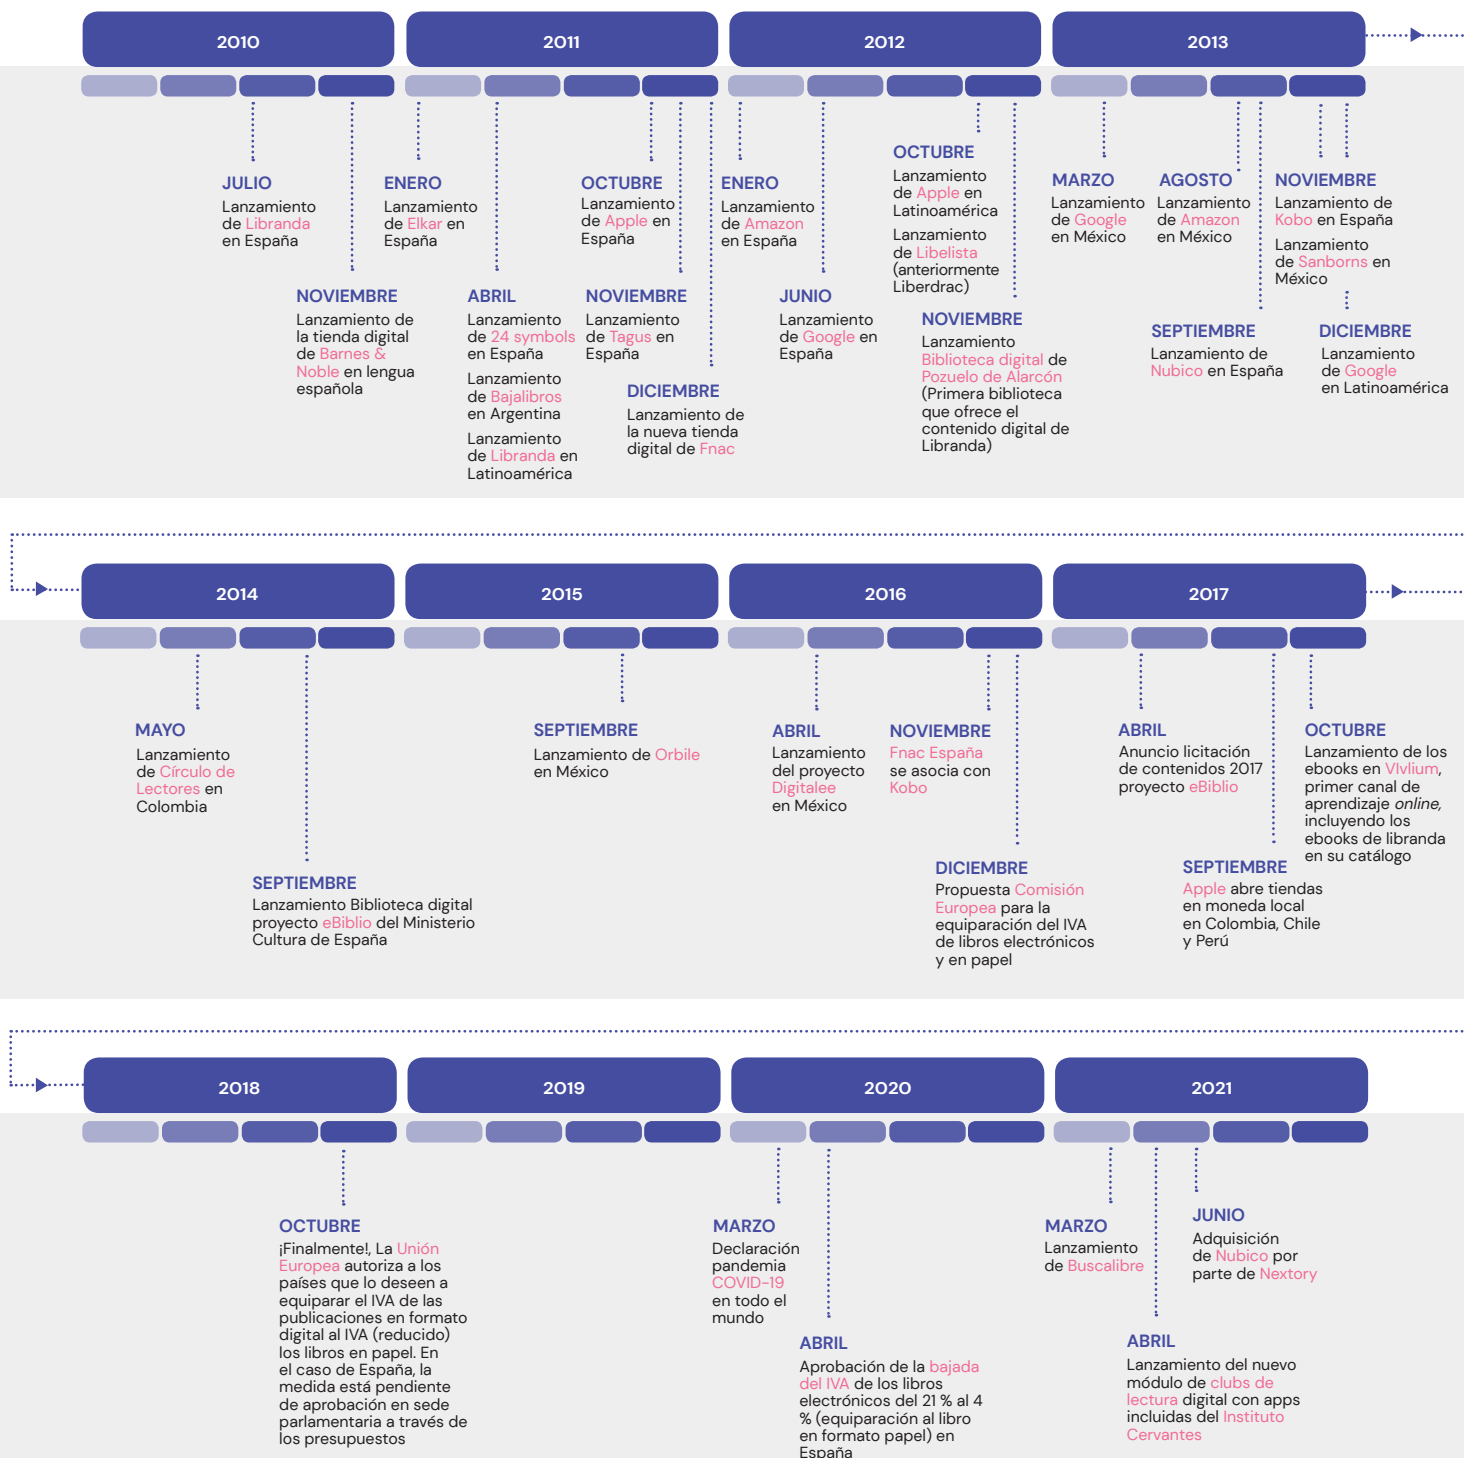 2010
2011
2012
2013
JULIO
Lanzamiento
de Libranda
en España
NOVIEMBRE
Lanzamiento de
la tienda digital
de Barnes &
Noble en lengua
española
ENERO
Lanzamiento
de Elkar en
España
ABRIL
Lanzamiento
de 24 symbols
en España
Lanzamiento
de Bajalibros
en Argentina
Lanzamiento
de Libranda en
Latinoamérica
OCTUBRE
Lanzamiento
de Apple en
España
NOVIEMBRE
Lanzamiento
de Tagus en
España
DICIEMBRE
Lanzamiento de
la nueva tienda
digital de Fnac
ENERO
Lanzamiento
de Amazon
en España
JUNIO
Lanzamiento
de Google en
España
OCTUBRE
Lanzamiento
de Apple en
Latinoamérica
Lanzamiento
de Libelista
(anteriormente
Liberdrac)
NOVIEMBRE
Lanzamiento
Biblioteca digital de
Pozuelo de Alarcón
(Primera biblioteca
que ofrece el
contenido digital de
Libranda)
MARZO
Lanzamiento
de Google
en México
AGOSTO
Lanzamiento
de Amazon
en México
SEPTIEMBRE
Lanzamiento de
Nubico en España
NOVIEMBRE
Lanzamiento de
Kobo en España
Lanzamiento
de Sanborns en
México
DICIEMBRE
Lanzamiento
de Google
en Latinoamérica
2014
2015
2016
2017
MAYO
Lanzamiento
de Círculo de
Lectores en
Colombia
SEPTIEMBRE
Lanzamiento Biblioteca digital
proyecto eBiblio del Ministerio
Cultura de España
SEPTIEMBRE
Lanzamiento de Orbile
en México
ABRIL
Lanzamiento
del proyecto
Digitalee
en México
NOVIEMBRE
Fnac España
se asocia con
Kobo
DICIEMBRE
Propuesta Comisión
Europea para la
equiparación del IVA
de libros electrónicos
y en papel
ABRIL
Anuncio licitación
de contenidos 2017
proyecto eBiblio
SEPTIEMBRE
Apple abre tiendas
en moneda local
en Colombia, Chile
y Perú
OCTUBRE
Lanzamiento de los
ebooks en VIvlium,
primer canal de
aprendizaje online,
incluyendo los
ebooks de libranda
en su catálogo
2018
2019
2020
2021
OCTUBRE
¡Finalmente!, La Unión
Europea autoriza a los
países que lo deseen a
equiparar el IVA de las
publicaciones en formato
digital al IVA (reducido)
los libros en papel. En
el caso de España, la
medida está pendiente
de aprobación en sede
parlamentaria a través de
los presupuestos
MARZO
Declaración
pandemia
COVID-19
en todo el
mundo
ABRIL
Aprobación de la bajada
del IVA de los libros
electrónicos del 21 % al 4
% (equiparación al libro
en formato papel) en
España
MARZO
Lanzamiento
de Buscalibre
ABRIL
Lanzamiento del nuevo
módulo de clubs de
lectura digital con apps
incluidas del Instituto
Cervantes
JUNIO
Adquisición
de Nubico por
parte de Nextory